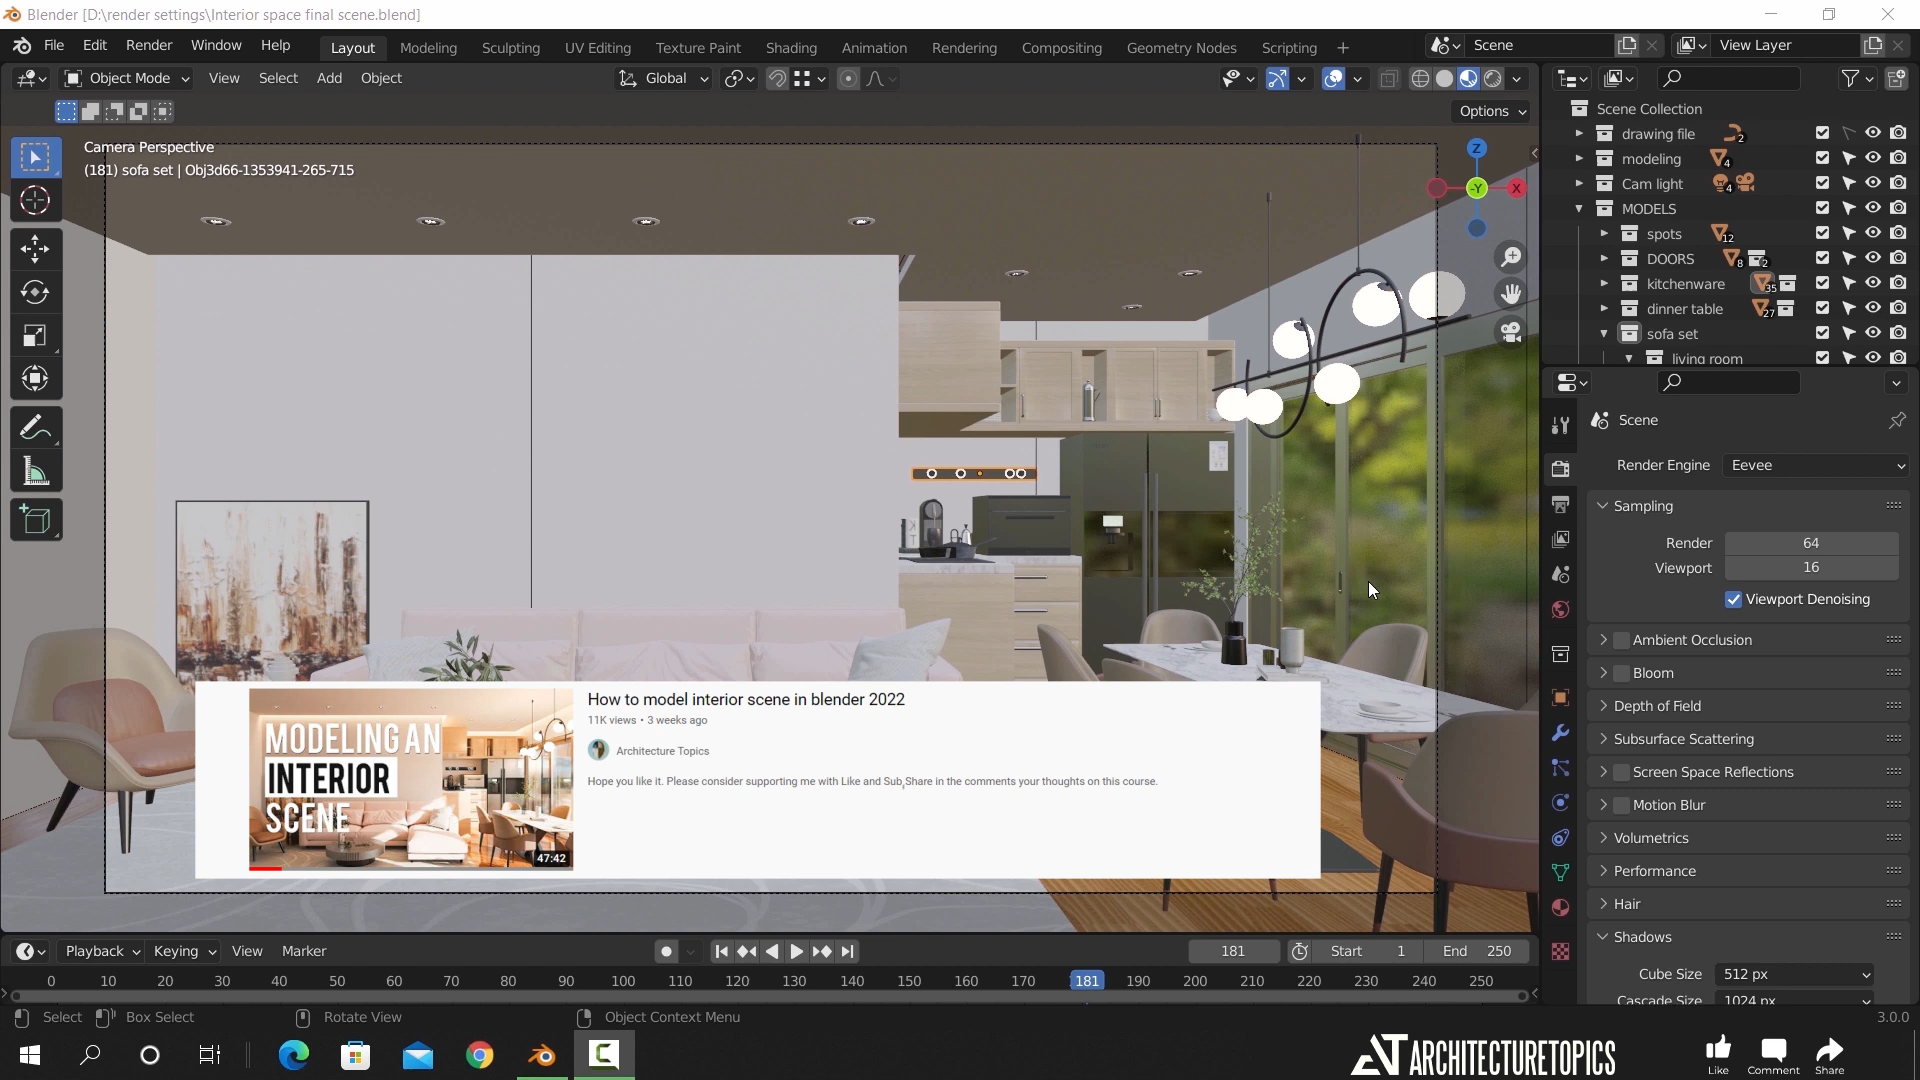 Blender [D:\render settings\Interior space final scene.blend]
File Edit Render Window Help Layout Modeling Sculpting UV Editing Texture Paint Shading Animation Rendering Compositing Geometry Nodes Scripting + Scene View Layer
Object Mode View Select Add Object Global
Options
Camera Perspective
(181) sofa set | Obj3d66-1353941-265-715
Z
-Y X
Scene Collection
drawing file 2
modeling 4
Cam light 4
MODELS
spots 12
DOORS 8 2
kitchenware 35
dinner table 27
sofa set
living room
Scene
Render Engine Eevee
Sampling
Render 64
Viewport 16
Viewport Denoising
Ambient Occlusion
Bloom
Depth of Field
Subsurface Scattering
Screen Space Reflections
Motion Blur
Volumetrics
Performance
Hair
Shadows
Cube Size 512 px
Cascade Size 1024 px
MODELING AN
INTERIOR
SCENE
47:42
How to model interior scene in blender 2022
11K views • 3 weeks ago
Architecture Topics
Hope you like it. Please consider supporting me with Like and Sub,Share in the comments your thoughts on this course.
Playback Keying View Marker 181 Start 1 End 250
0 10 20 30 40 50 60 70 80 90 100 110 120 130 140 150 160 170 181 190 200 210 220 230 240 250
Select Box Select Rotate View Object Context Menu 3.0.0
ARCHITECTURETOPICS
Like Comment Share